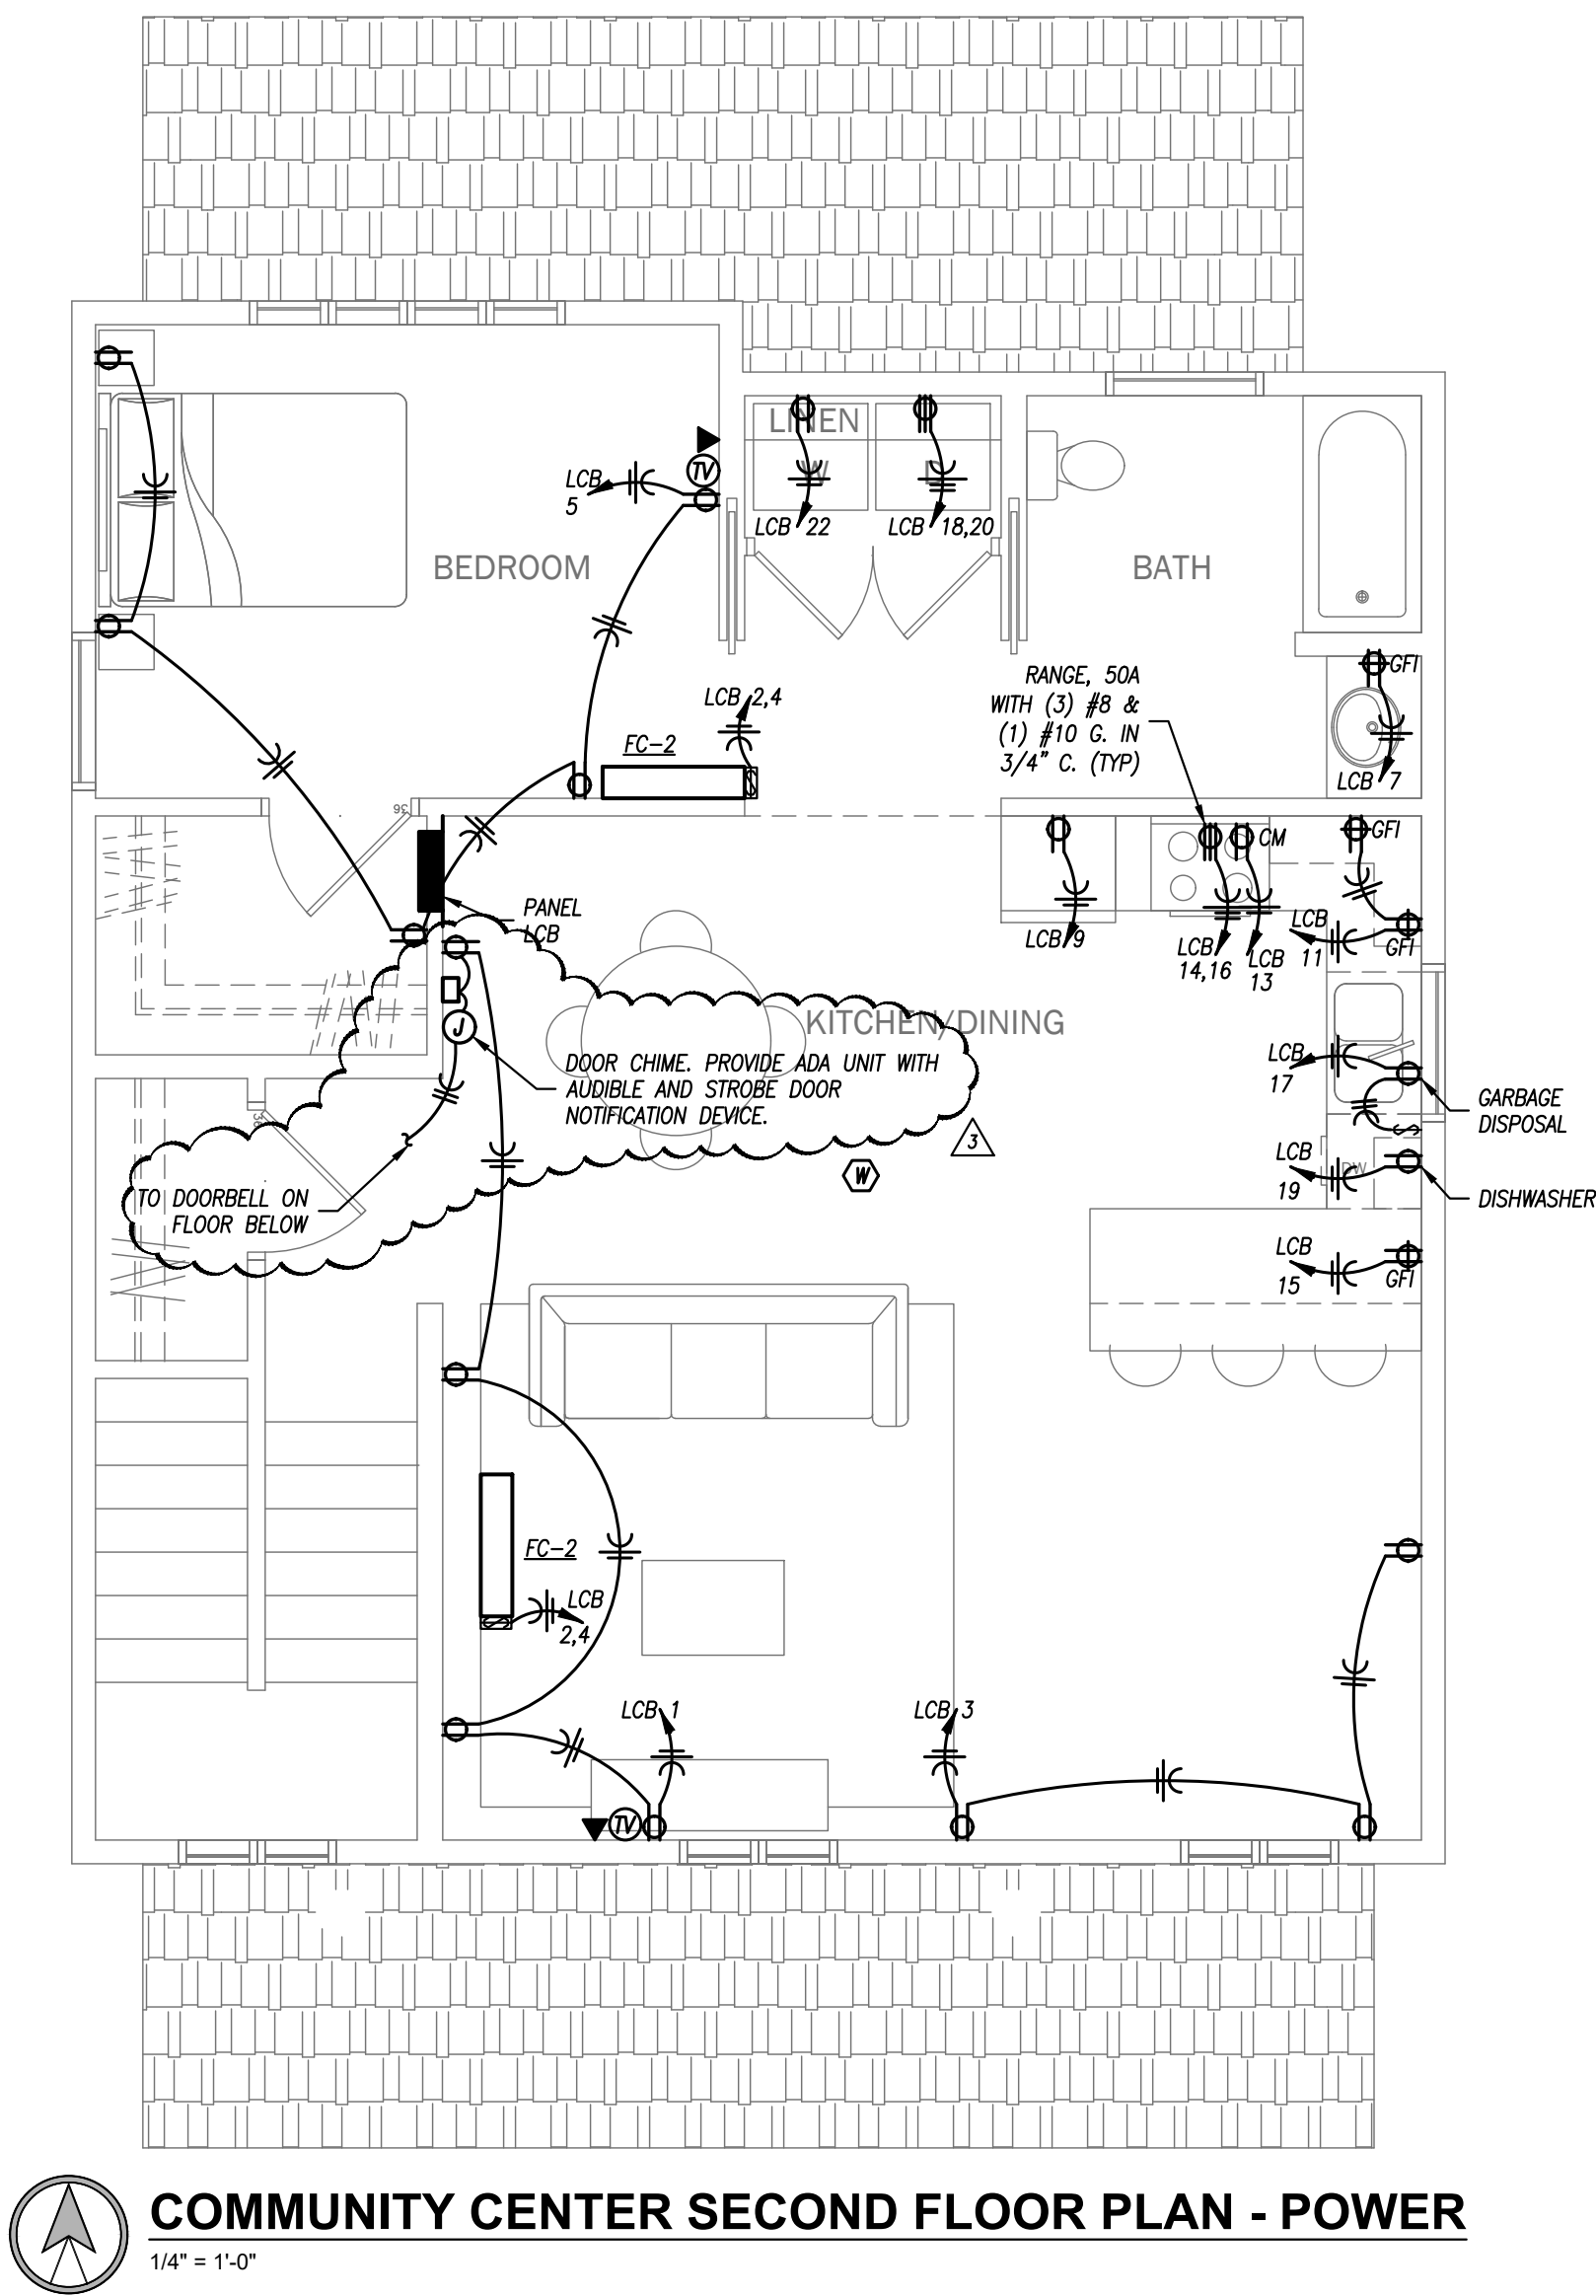 LINEN
W
D
TV
LCB
5
BEDROOM
LCB 22
LCB 18,20
BATH
GFI
RANGE, 50A
WITH (3) #8 &
(1) #10 G. IN
3/4" C. (TYP)
LCB 2,4
FC-2
LCB 7
36
CM
GFI
PANEL
LCB
LCB 9
LCB
14,16
LCB
13
LCB
11
GFI
KITCHEN/DINING
J
DOOR CHIME. PROVIDE ADA UNIT WITH
AUDIBLE AND STROBE DOOR
NOTIFICATION DEVICE.
LCB
17
GARBAGE
DISPOSAL
36
3
W
LCB
19
DW
DISHWASHER
TO DOORBELL ON
FLOOR BELOW
LCB
15
GFI
FC-2
LCB
2,4
LCB 1
LCB 3
TV
COMMUNITY CENTER SECOND FLOOR PLAN - POWER
1/4" = 1'-0"